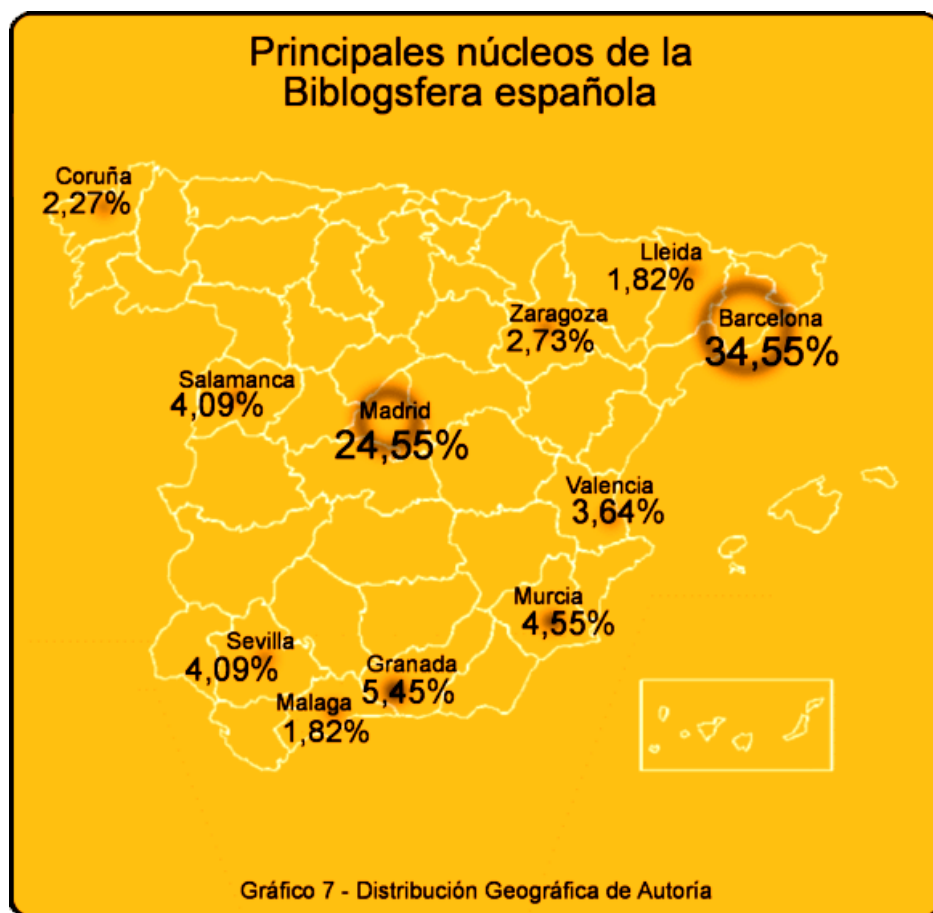 Principales núcleos de la
Biblogsfera española
Coruña
2,27%
Lleida
1,82%
Zaragoza
2,73%
Barcelona
34,55%
Salamanca
4,09%
Madrid
24,55%
Valencia
3,64%
Murcia
4,55%
Sevilla
4,09%
Granada
5,45%
Malaga
1,82%
Gráfico 7 - Distribución Geográfica de Autoría